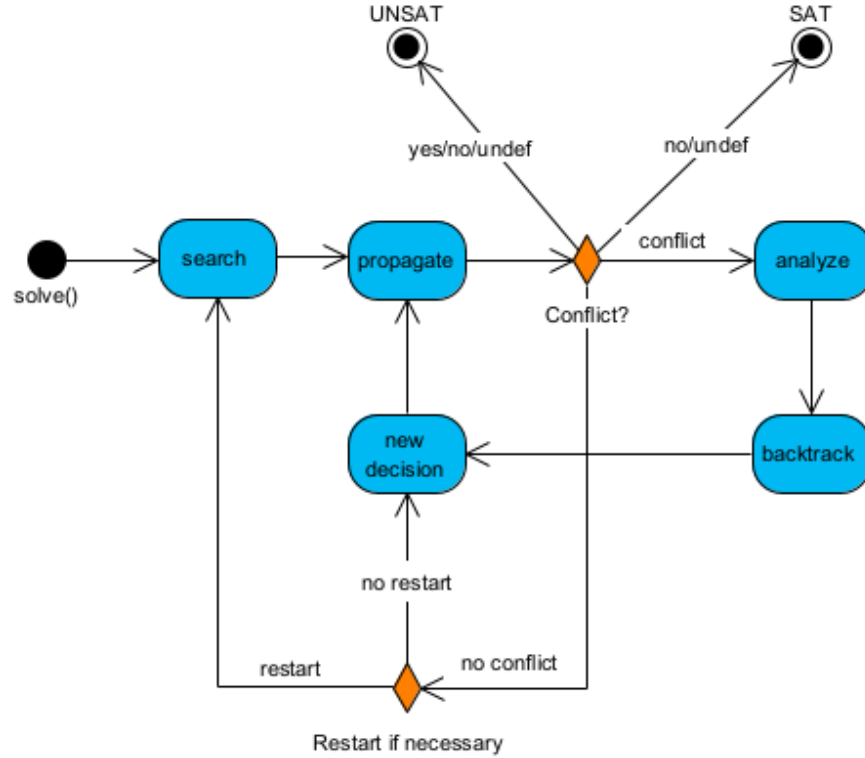 UNSAT
SAT
yes/no/undef
no/undef
search
propagate
conflict
analyze
solve()
Conflict?
new
decision
backtrack
no restart
restart
no conflict
Restart if necessary